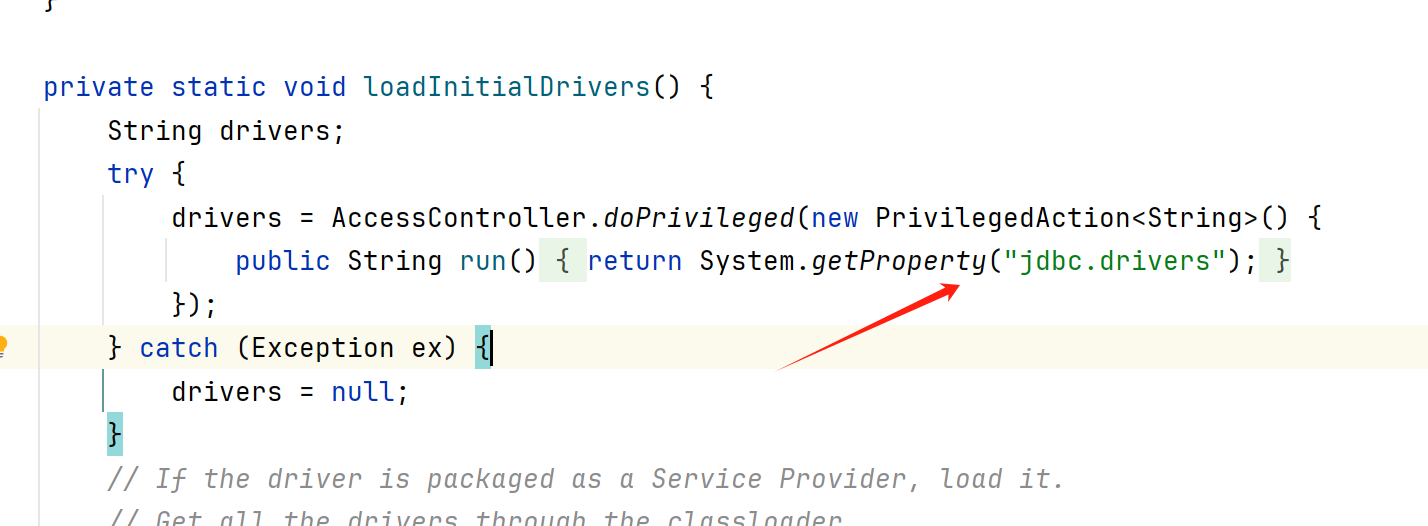 }
private static void loadInitialDrivers() {
String drivers;
try {
drivers = AccessController.doPrivileged(new PrivilegedAction<String>() {
public String run() { return System.getProperty("jdbc.drivers"); }
});
} catch (Exception ex) {
drivers = null;
}
// If the driver is packaged as a Service Provider, load it.
// Get all the drivers through the classloader